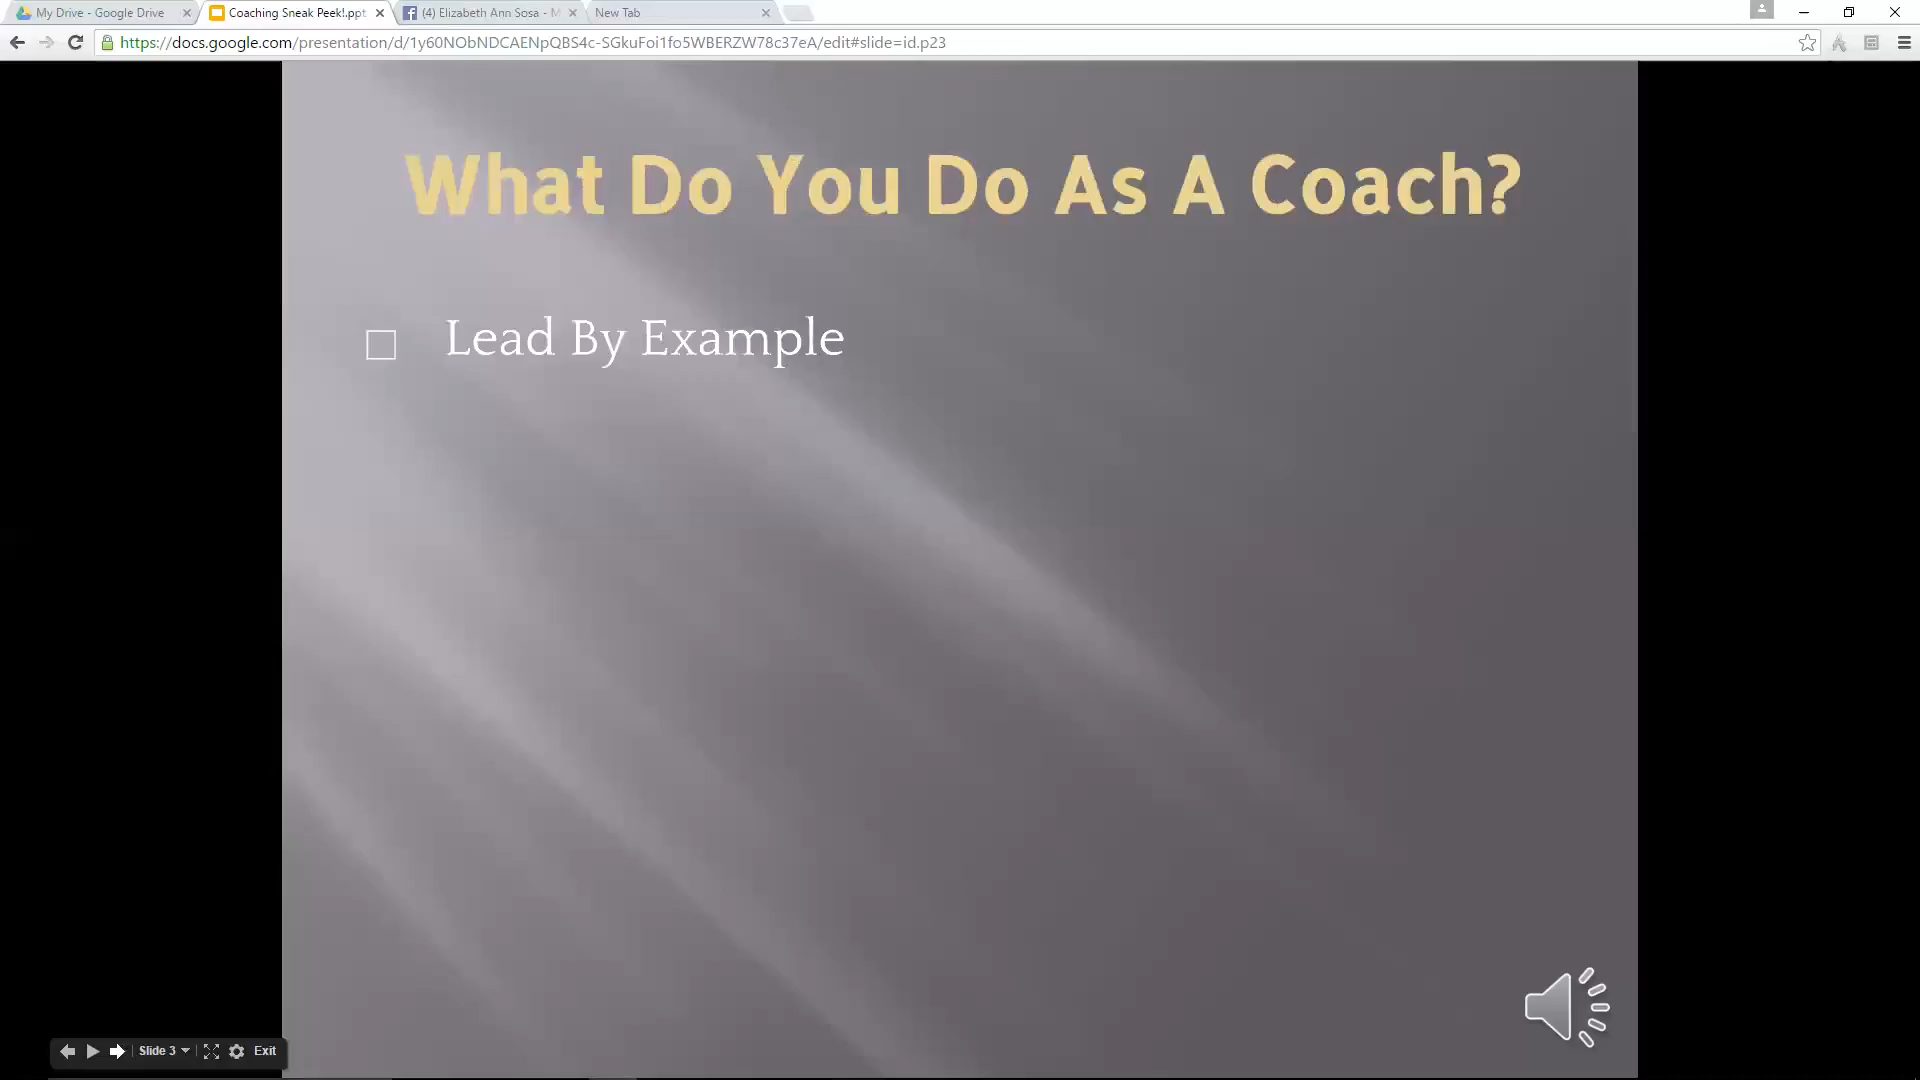 My Drive - Google Drive
Coaching Sneak Peek!.ppt
(4) Elizabeth Ann Sosa - M
New Tab
https://docs.google.com/presentation/d/1y60NObNDCAENpQBS4c-SGkuFoi1fo5WBERZW78c37eA/edit#slide=id.p23
What Do You Do As A Coach?
Lead By Example
Slide 3
Exit